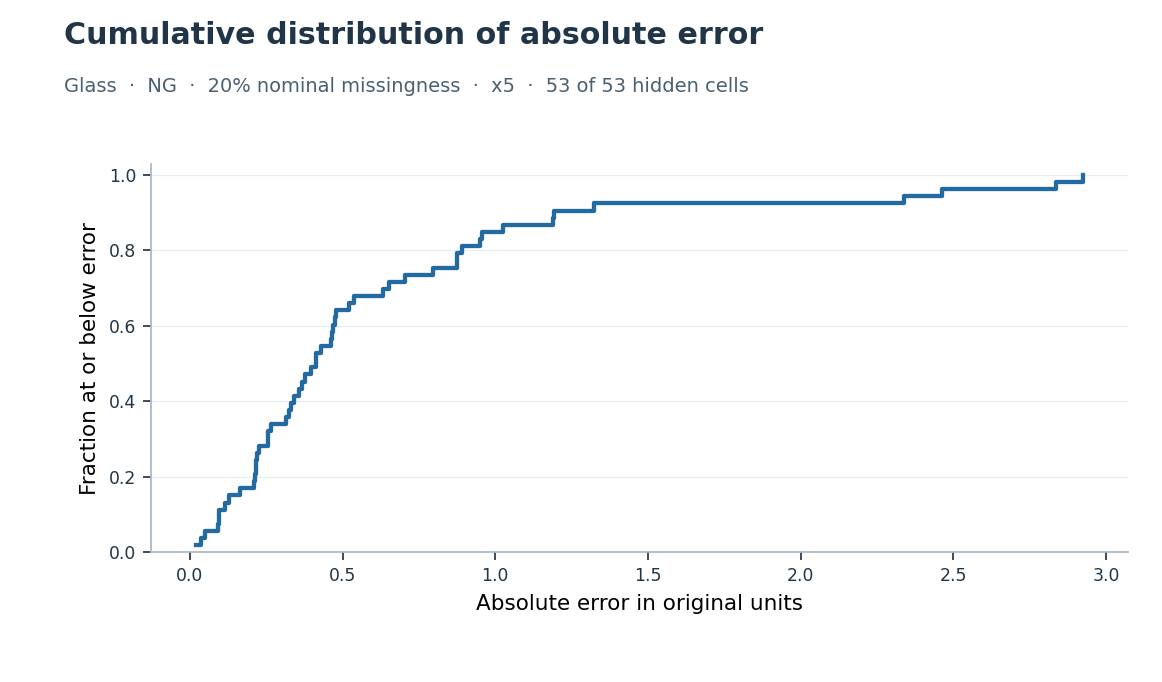 Cumulative distribution of absolute error
Glass · NG · 20% nominal missingness · x5 · 53 of 53 hidden cells
Fraction at or below error
1.0
0.8
0.6
0.4
0.2
0.0
0.0 0.5 1.0 1.5 2.0 2.5 3.0
Absolute error in original units